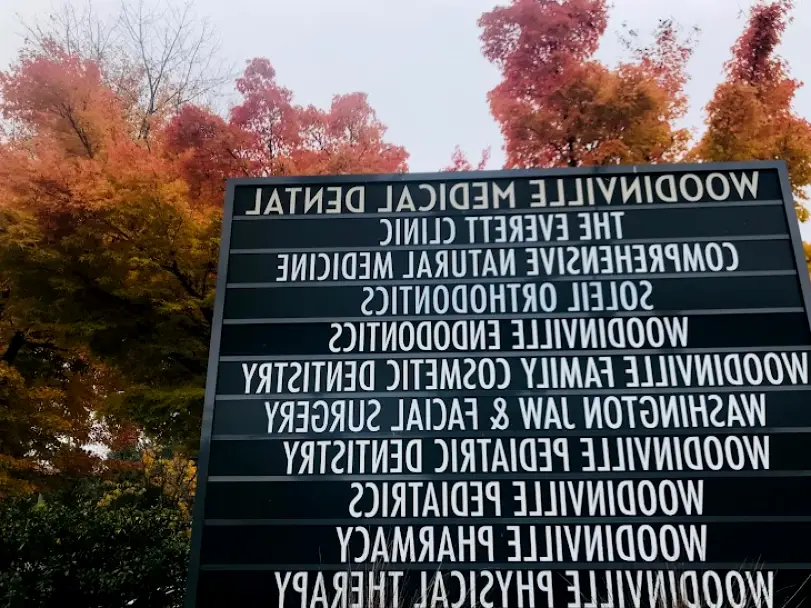 WOODINVILLE MEDICAL DENTAL
THE EVERETT CLINIC
COMPREHENSIVE NATURAL MEDICINE
SOLEIL ORTHODONTICS
WOODINVILLE ENDODONTICS
WOODINVILLE FAMILY COSMETIC DENTISTRY
WASHINGTON JAW & FACIAL SURGERY
WOODINVILLE PEDIATRIC DENTISTRY
WOODINVILLE PEDIATRICS
WOODINVILLE PHARMACY
WOODINVILLE PHYSICAL THERAPY